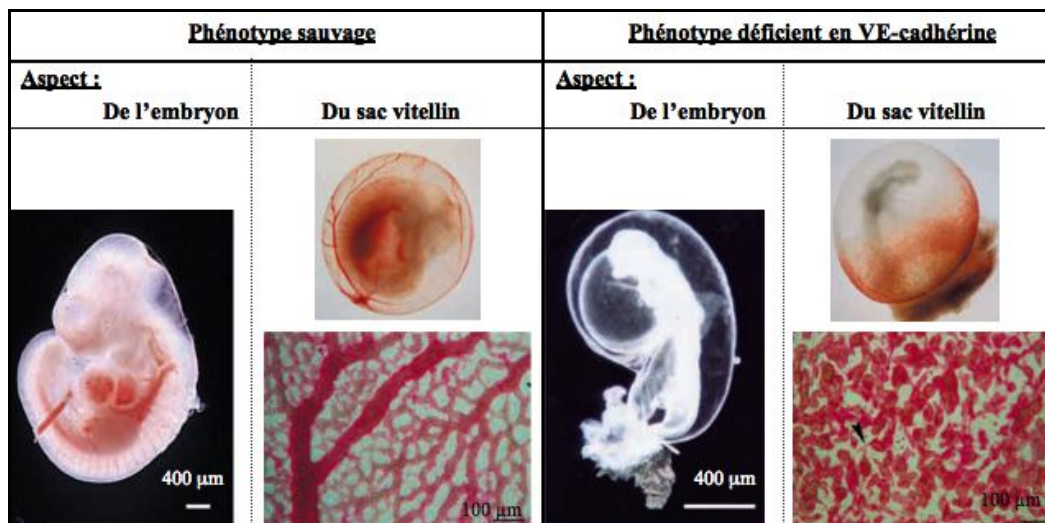 Phénotype sauvage
Phénotype déficient en VE-cadhérine
Aspect :
De l’embryon
Du sac vitellin
Aspect :
De l’embryon
Du sac vitellin
400 µm
100 µm
400 µm
100 µm